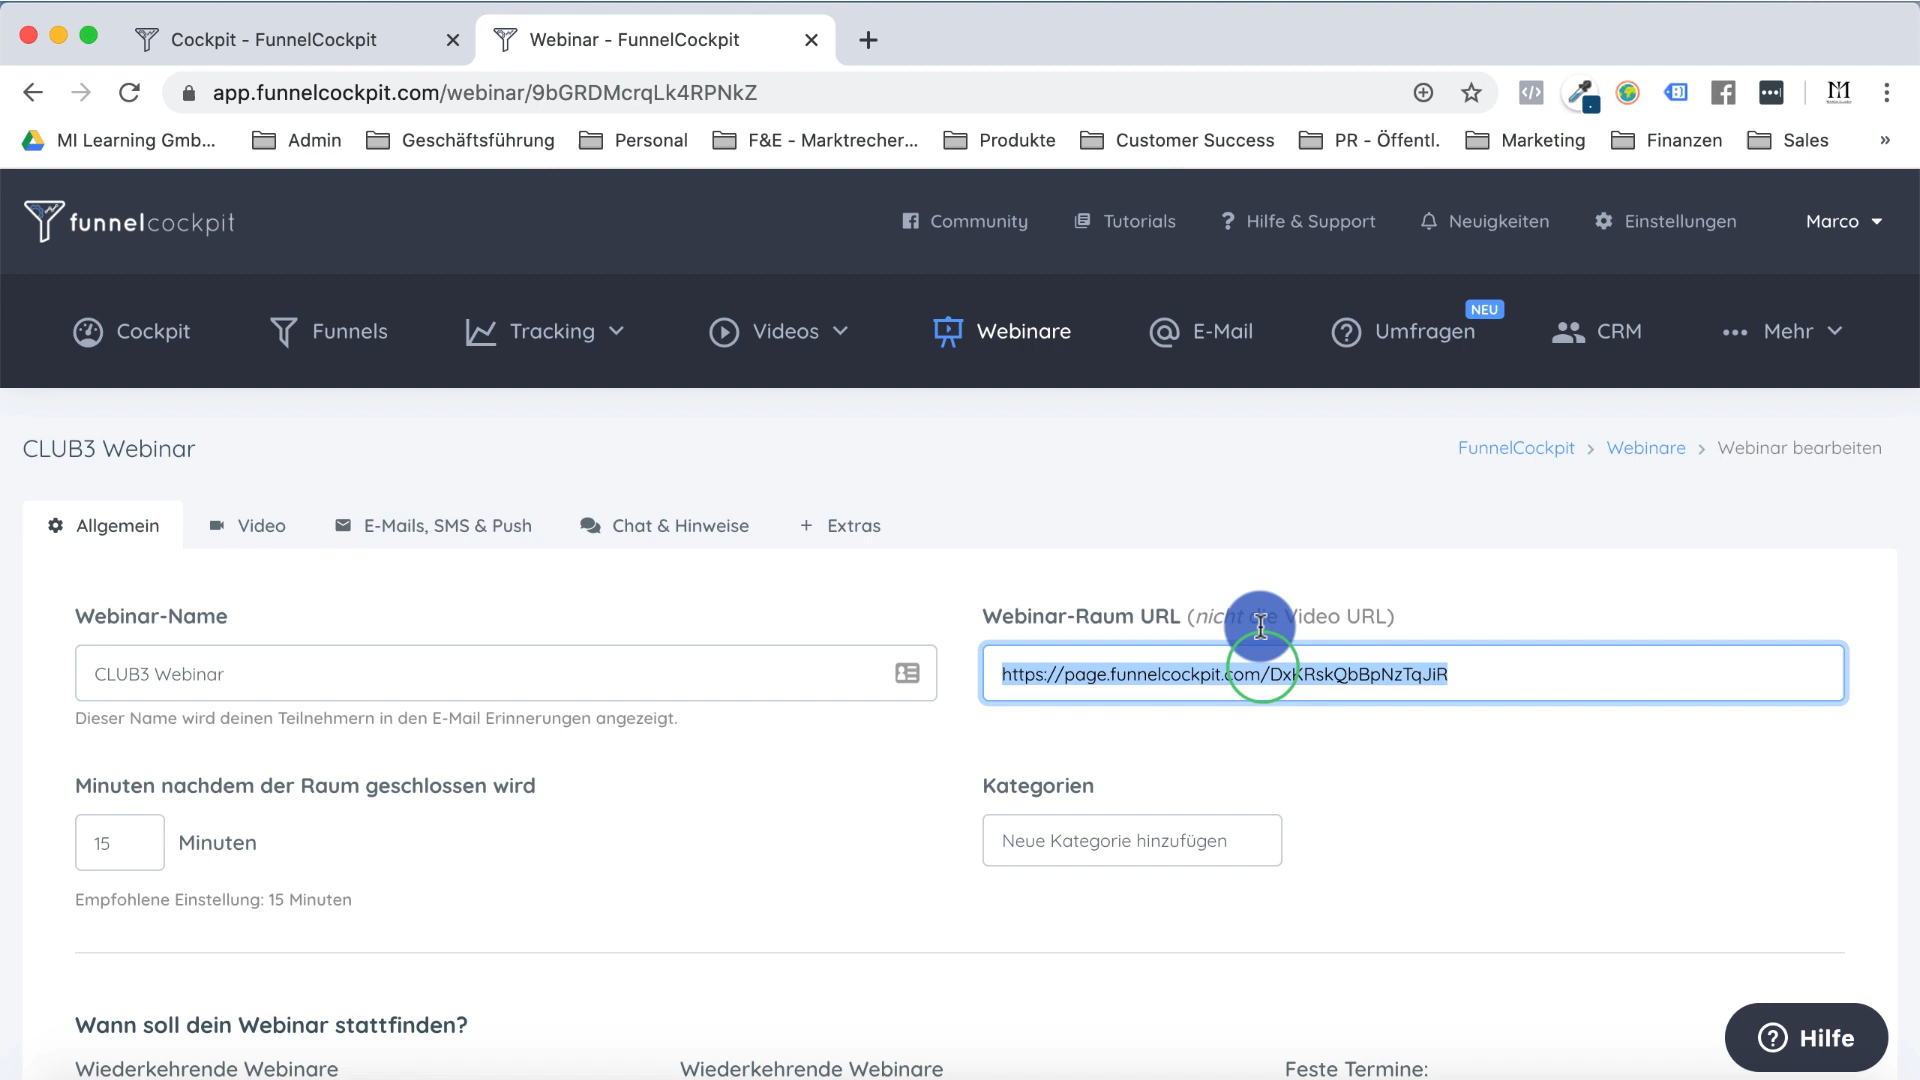 Cockpit - FunnelCockpit
Webinar - FunnelCockpit
app.funnelcockpit.com/webinar/9bGRDMcrqLk4RPNkZ
MI Learning Gmb... Admin Geschäftsführung Personal F&E - Marktrecher... Produkte Customer Success PR - Öffentl. Marketing Finanzen Sales »
funnelcockpit
Community Tutorials Hilfe & Support Neuigkeiten Einstellungen Marco
NEU
Cockpit Funnels Tracking Videos Webinare E-Mail Umfragen CRM Mehr
CLUB3 Webinar
FunnelCockpit > Webinare > Webinar bearbeiten
Allgemein Video E-Mails, SMS & Push Chat & Hinweise + Extras
Webinar-Name
CLUB3 Webinar
Dieser Name wird deinen Teilnehmern in den E-Mail Erinnerungen angezeigt.
Webinar-Raum URL (nicht die Video URL)
https://page.funnelcockpit.com/DxKRskQbBpNzTqJiR
Minuten nachdem der Raum geschlossen wird
15 Minuten
Empfohlene Einstellung: 15 Minuten
Kategorien
Neue Kategorie hinzufügen
Wann soll dein Webinar stattfinden?
Wiederkehrende Webinare
Wiederkehrende Webinare
Feste Termine:
Hilfe